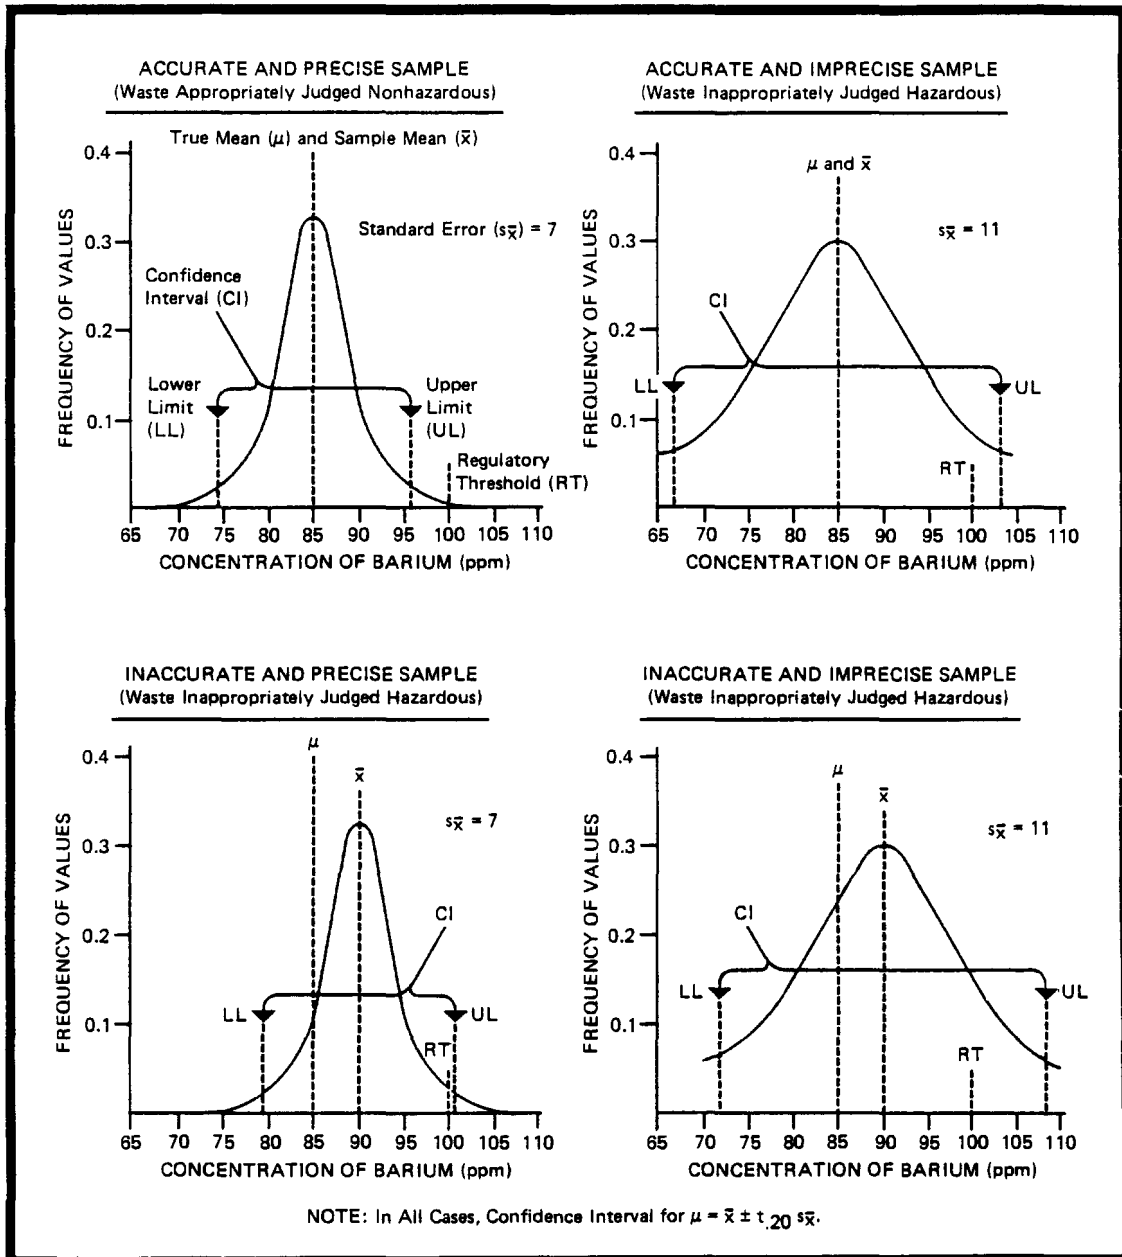 ACCURATE AND PRECISE SAMPLE
(Waste Appropriately Judged Nonhazardous)
True Mean (μ) and Sample Mean (x̄)
0.4
0.3
0.2
0.1
FREQUENCY OF VALUES
Standard Error (sx̄) = 7
Confidence
Interval (CI)
Lower
Limit
(LL)
Upper
Limit
(UL)
Regulatory
Threshold (RT)
65 70 75 80 85 90 95 100 105 110
CONCENTRATION OF BARIUM (ppm)
ACCURATE AND IMPRECISE SAMPLE
(Waste Inappropriately Judged Hazardous)
μ and x̄
0.4
0.3
0.2
0.1
FREQUENCY OF VALUES
sx̄ = 11
CI
LL
UL
RT
65 70 75 80 85 90 95 100 105 110
CONCENTRATION OF BARIUM (ppm)
INACCURATE AND PRECISE SAMPLE
(Waste Inappropriately Judged Hazardous)
μ
x̄
0.4
0.3
0.2
0.1
FREQUENCY OF VALUES
sx̄ = 7
CI
LL
UL
RT
65 70 75 80 85 90 95 100 105 110
CONCENTRATION OF BARIUM (ppm)
INACCURATE AND IMPRECISE SAMPLE
(Waste Inappropriately Judged Hazardous)
μ
x̄
0.4
0.3
0.2
0.1
FREQUENCY OF VALUES
sx̄ = 11
CI
LL
UL
RT
65 70 75 80 85 90 95 100 105 110
CONCENTRATION OF BARIUM (ppm)
NOTE: In All Cases, Confidence Interval for μ = x̄ ± t.20 sx̄.